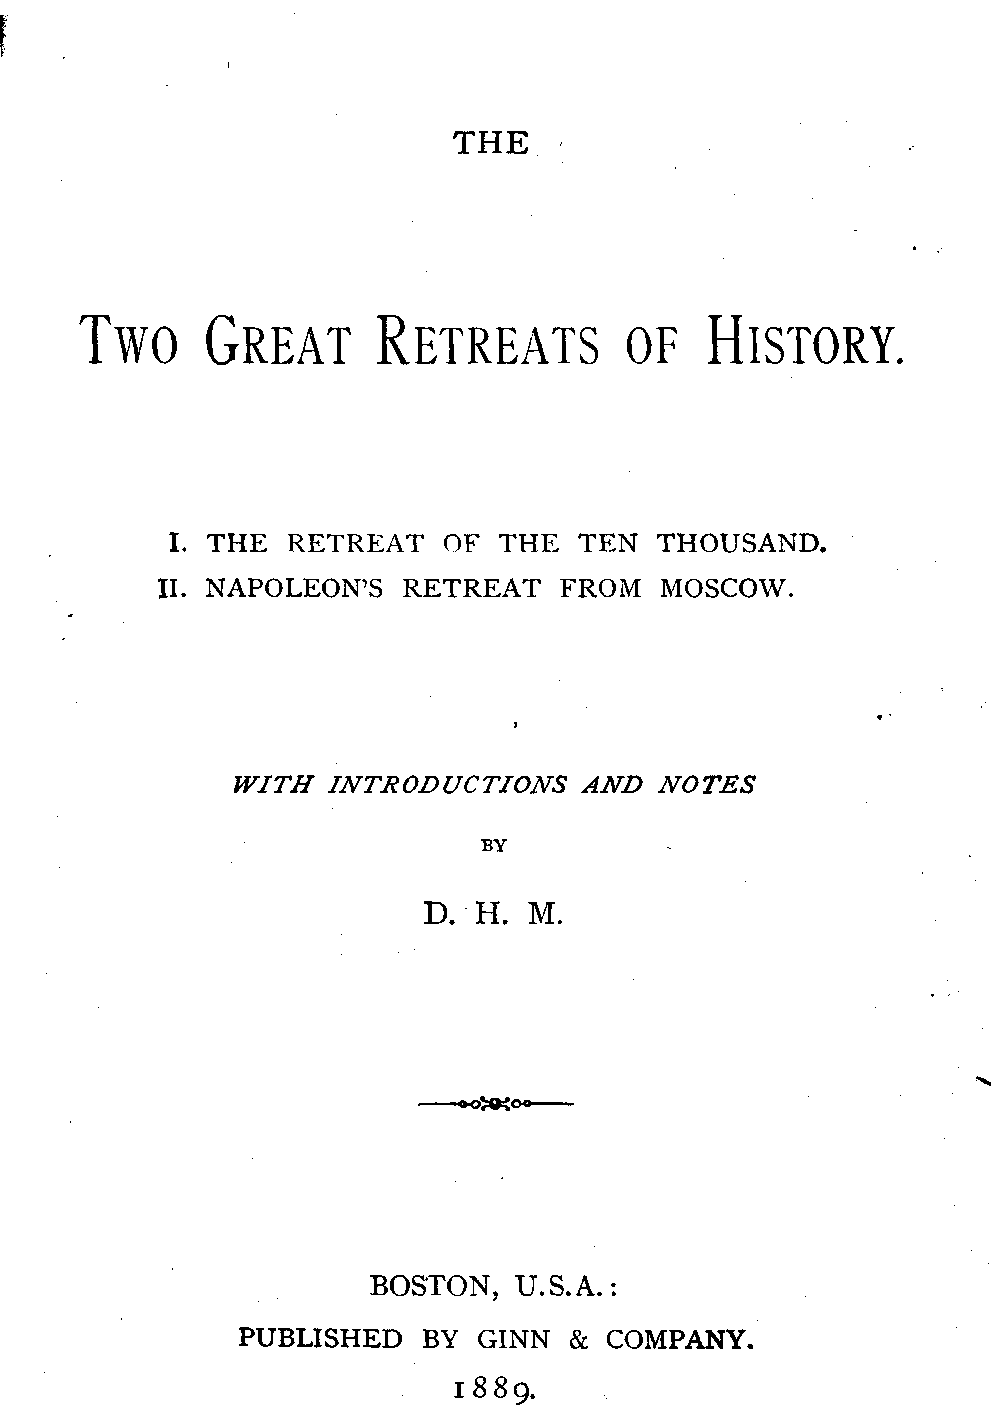 THE
TWO GREAT RETREATS OF HISTORY.
I. THE RETREAT OF THE TEN THOUSAND.
II. NAPOLEON'S RETREAT FROM MOSCOW.
WITH INTRODUCTIONS AND NOTES
BY
D. H. M.
BOSTON, U.S.A.:
PUBLISHED BY GINN & COMPANY.
1889.